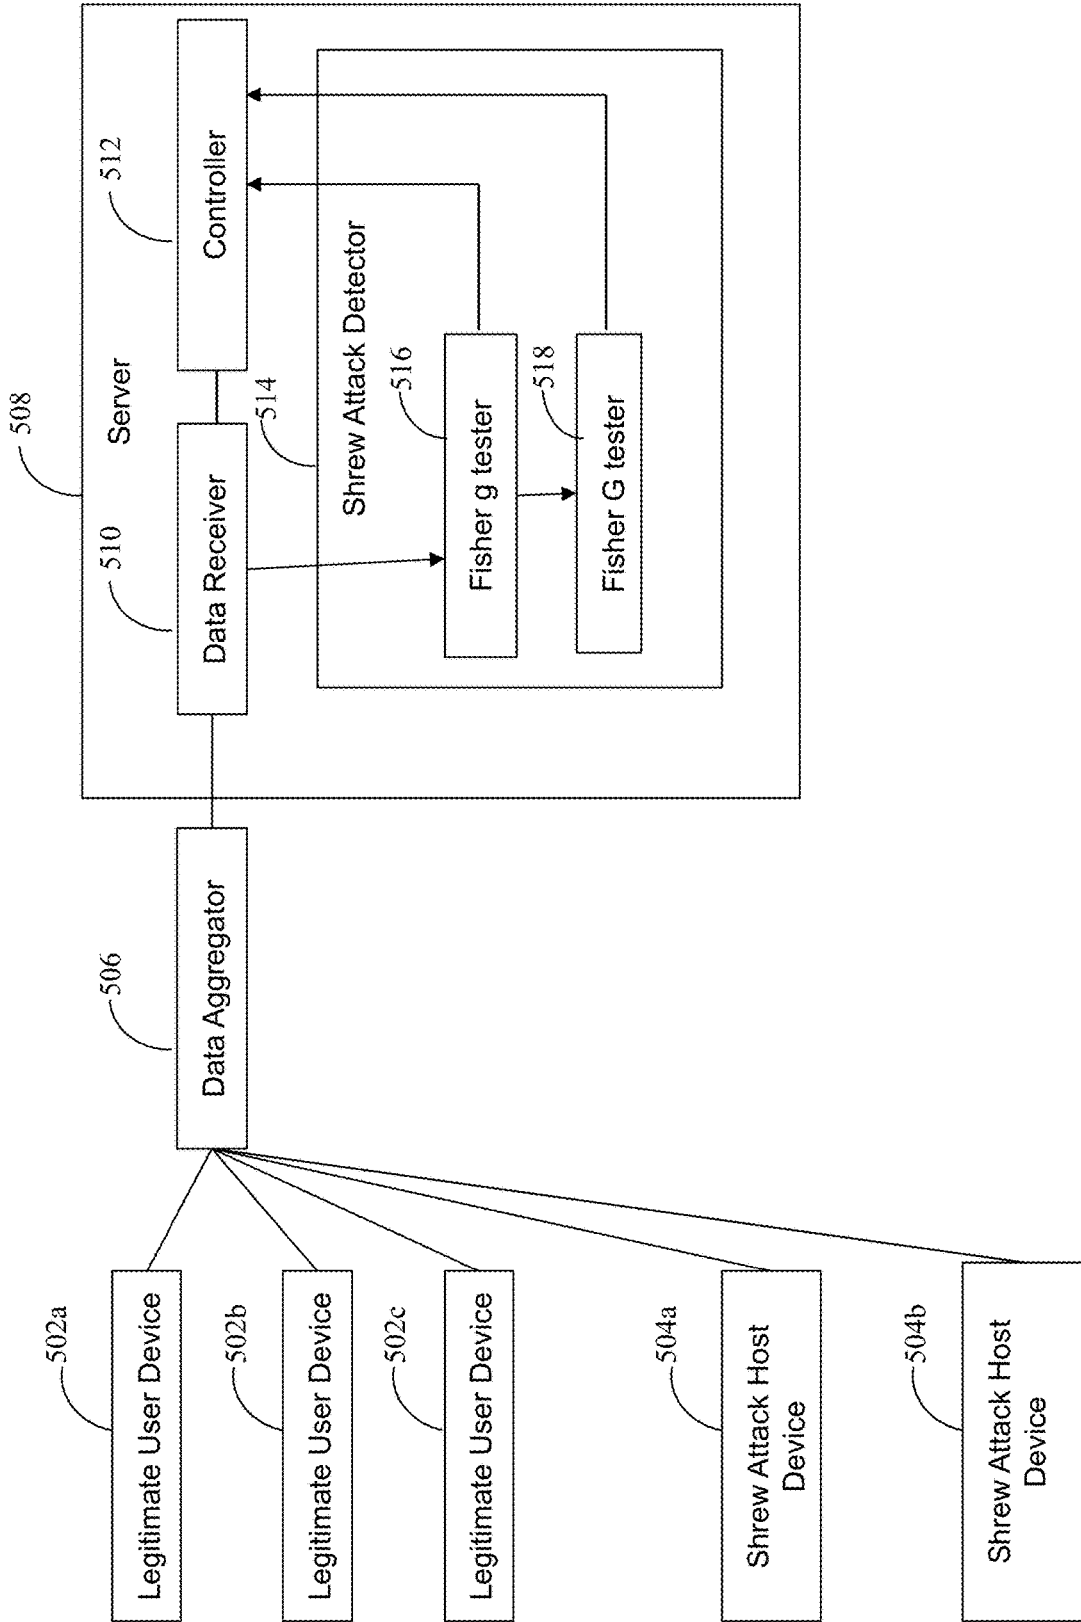 502a
Legitimate User Device
502b
Legitimate User Device
502c
Legitimate User Device
504a
Shrew Attack Host
Device
504b
Shrew Attack Host
Device
506
Data Aggregator
508
Server
510
Data Receiver
512
Controller
514
Shrew Attack Detector
516
Fisher g tester
518
Fisher G tester